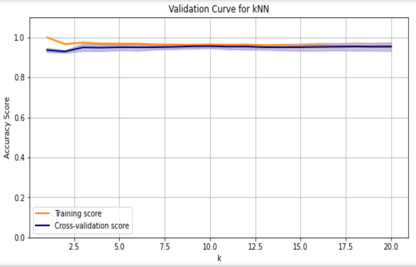 Validation Curve for kNN
1.0
0.8
0.6
0.4
0.2
0.0
Accuracy Score
Training score
Cross-validation score
2.5 5.0 7.5 10.0 12.5 15.0 17.5 20.0
k